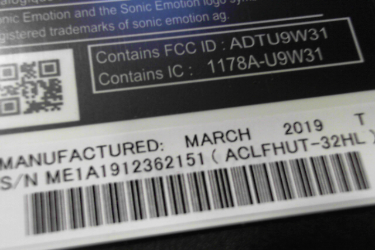 Sonic Emotion and the Sonic emotion logo
registered trademarks of sonic emotion ag.
Contains FCC ID : ADTU9W31
Contains IC : 1178A-U9W31
MANUFACTURED: MARCH 2019 T
S/N ME1A1912362151 (ACLFHUT-32HL)